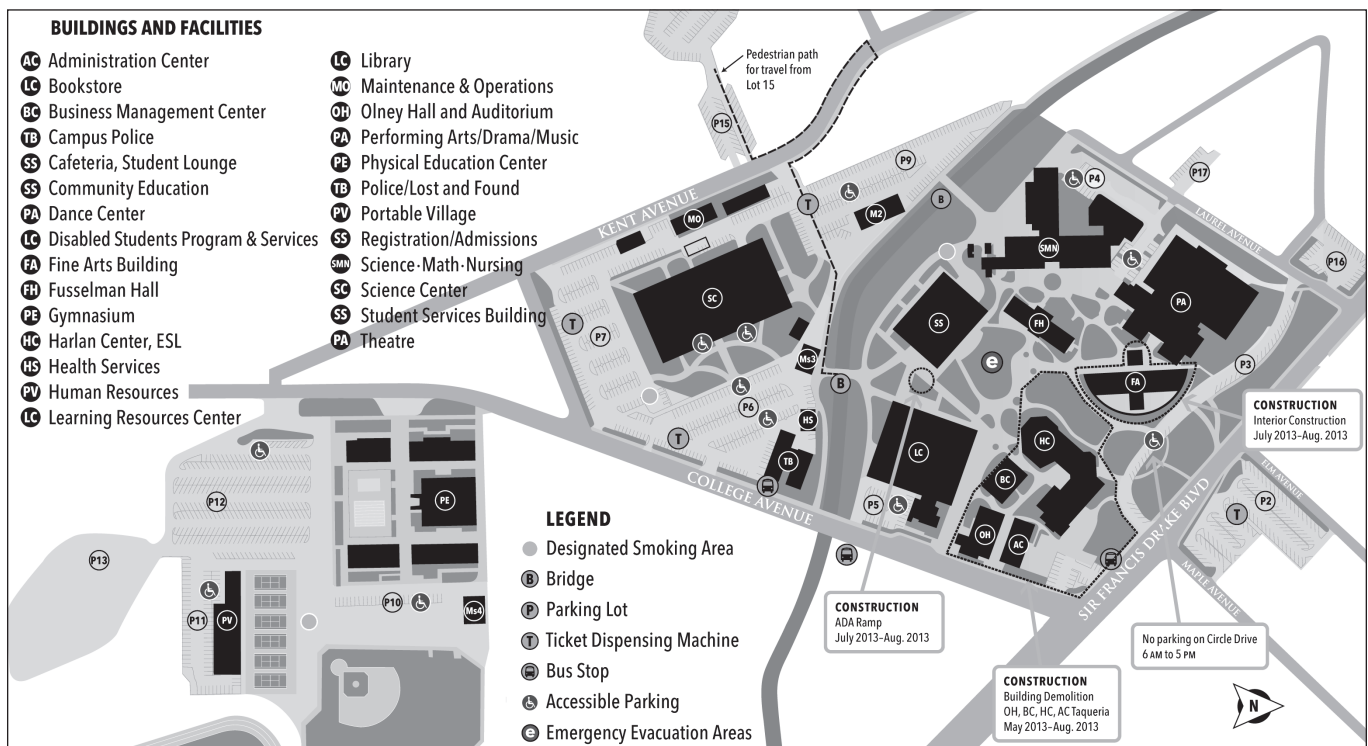 BUILDINGS AND FACILITIES
AC Administration Center
LC Bookstore
BC Business Management Center
TB Campus Police
SS Cafeteria, Student Lounge
SS Community Education
PA Dance Center
LC Disabled Students Program & Services
FA Fine Arts Building
FH Fusselman Hall
PE Gymnasium
HC Harlan Center, ESL
HS Health Services
PV Human Resources
LC Learning Resources Center
LC Library
MO Maintenance & Operations
OH Olney Hall and Auditorium
PA Performing Arts/Drama/Music
PE Physical Education Center
TB Police/Lost and Found
PV Portable Village
SS Registration/Admissions
SMN Science·Math·Nursing
SC Science Center
SS Student Services Building
PA Theatre
Pedestrian path
for travel from
Lot 15
P15
P9
P4
P17
KENT AVENUE
MO
T
M2
B
LAUREL AVENUE
SMN
P16
SC
PA
T
P7
SS
FH
P3
Ms3
e
B
FA
P6
HS
T
TB
LC
HC
BC
COLLEGE AVENUE
P5
OH
AC
SIR FRANCIS DRAKE BLVD
ELM AVENUE
P2
T
MAPLE AVENUE
CONSTRUCTION
Interior Construction
July 2013–Aug. 2013
P12
PE
P13
P11
PV
P10
Ms4
LEGEND
Designated Smoking Area
B Bridge
P Parking Lot
T Ticket Dispensing Machine
Bus Stop
Accessible Parking
e Emergency Evacuation Areas
CONSTRUCTION
ADA Ramp
July 2013–Aug. 2013
No parking on Circle Drive
6 AM to 5 PM
CONSTRUCTION
Building Demolition
OH, BC, HC, AC Taqueria
May 2013–Aug. 2013
N